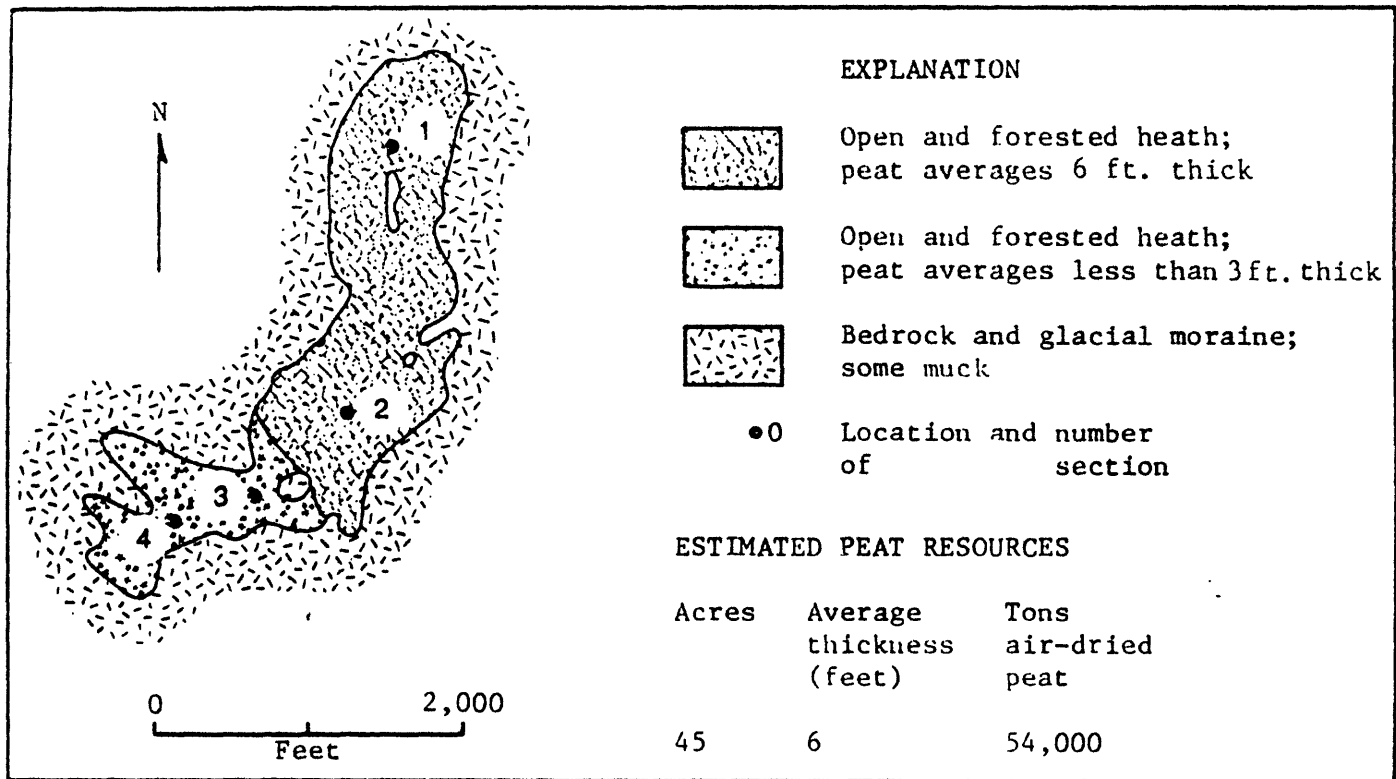 N
1
2
3
4
0 2,000
Feet
EXPLANATION
Open and forested heath;
peat averages 6 ft. thick
Open and forested heath;
peat averages less than 3 ft. thick
Bedrock and glacial moraine;
some muck
0 Location and number
of section
ESTIMATED PEAT RESOURCES
Acres Average Tons
thickness air-dried
(feet) peat
45 6 54,000